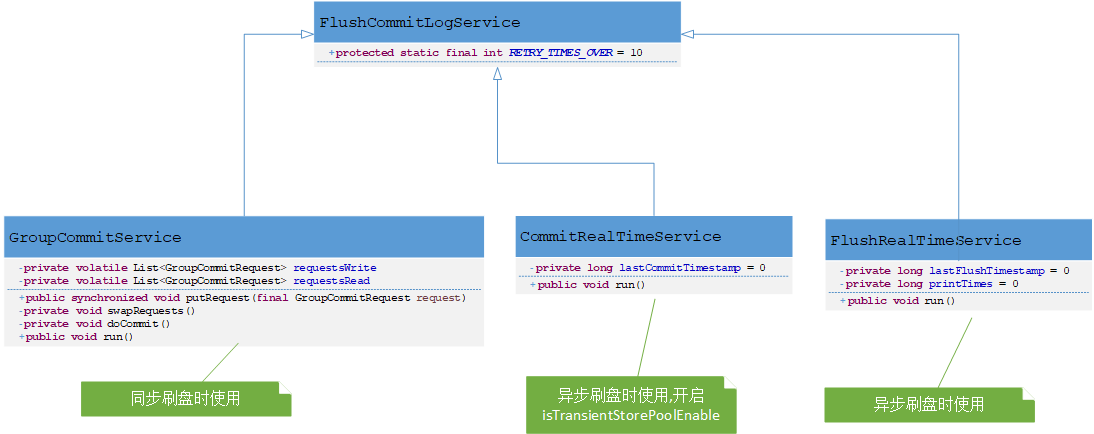 FlushCommitLogService
+protected static final int RETRY_TIMES_OVER = 10
GroupCommitService
-private volatile List<GroupCommitRequest> requestsWrite
-private volatile List<GroupCommitRequest> requestsRead
+public synchronized void putRequest(final GroupCommitRequest request)
-private void swapRequests()
-private void doCommit()
+public void run()
同步刷盘时使用
CommitRealTimeService
-private long lastCommitTimestamp = 0
+public void run()
异步刷盘时使用,开启
isTransientStorePoolEnable
FlushRealTimeService
-private long lastFlushTimestamp = 0
-private long printTimes = 0
+public void run()
异步刷盘时使用